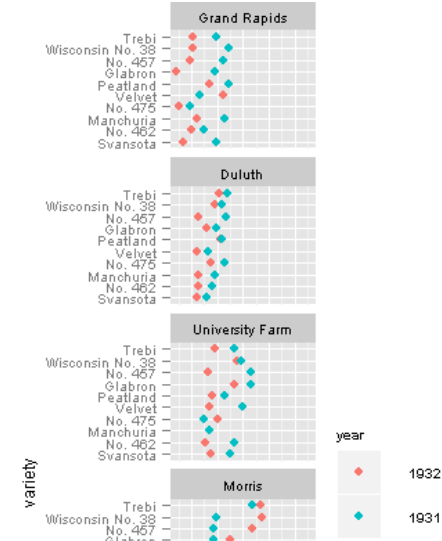 Grand Rapids
Trebi
Wisconsin No. 38
No. 457
Glabron
Peatland
Velvet
No. 475
Manchuria
No. 462
Svansota
Duluth
Trebi
Wisconsin No. 38
No. 457
Glabron
Peatland
Velvet
No. 475
Manchuria
No. 462
Svansota
University Farm
Trebi
Wisconsin No. 38
No. 457
Glabron
Peatland
Velvet
No. 475
Manchuria
No. 462
Svansota
Morris
Trebi
Wisconsin No. 38
No. 457
Glabron
variety
year
1932
1931